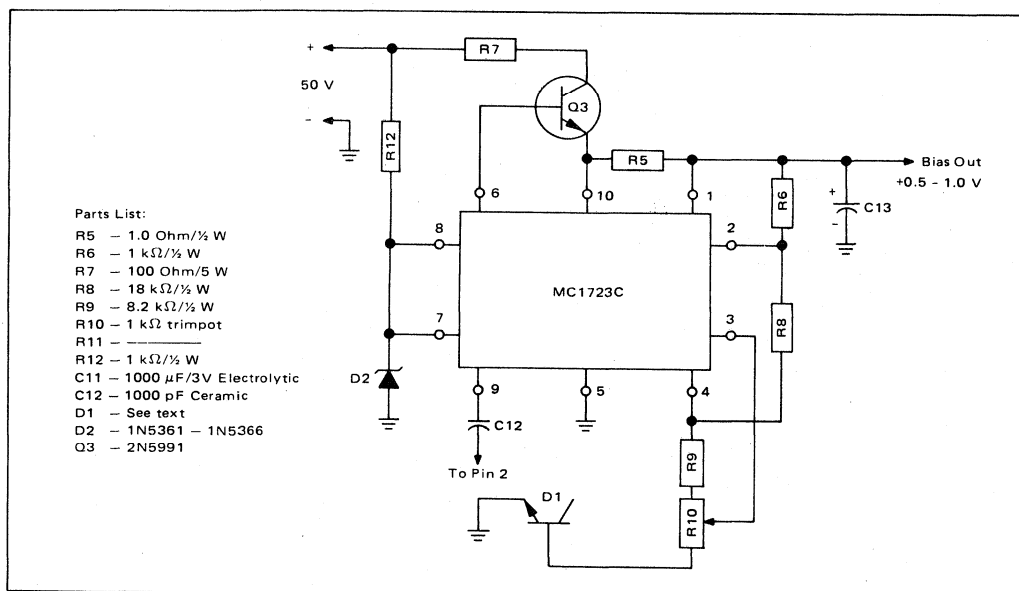 +
50 V
-
R7
Q3
R12
R5
Bias Out
+0.5 – 1.0 V
6
10
1
R6
+
C13
-
8
2
MC1723C
7
3
R8
D2
9
5
4
C12
To Pin 2
R9
R10
D1
Parts List:
R5 – 1.0 Ohm/½ W
R6 – 1 kΩ/½ W
R7 – 100 Ohm/5 W
R8 – 18 kΩ/½ W
R9 – 8.2 kΩ/½ W
R10 – 1 kΩ trimpot
R11 – ————
R12 – 1 kΩ/½ W
C11 – 1000 μF/3V Electrolytic
C12 – 1000 pF Ceramic
D1 – See text
D2 – 1N5361 – 1N5366
Q3 – 2N5991